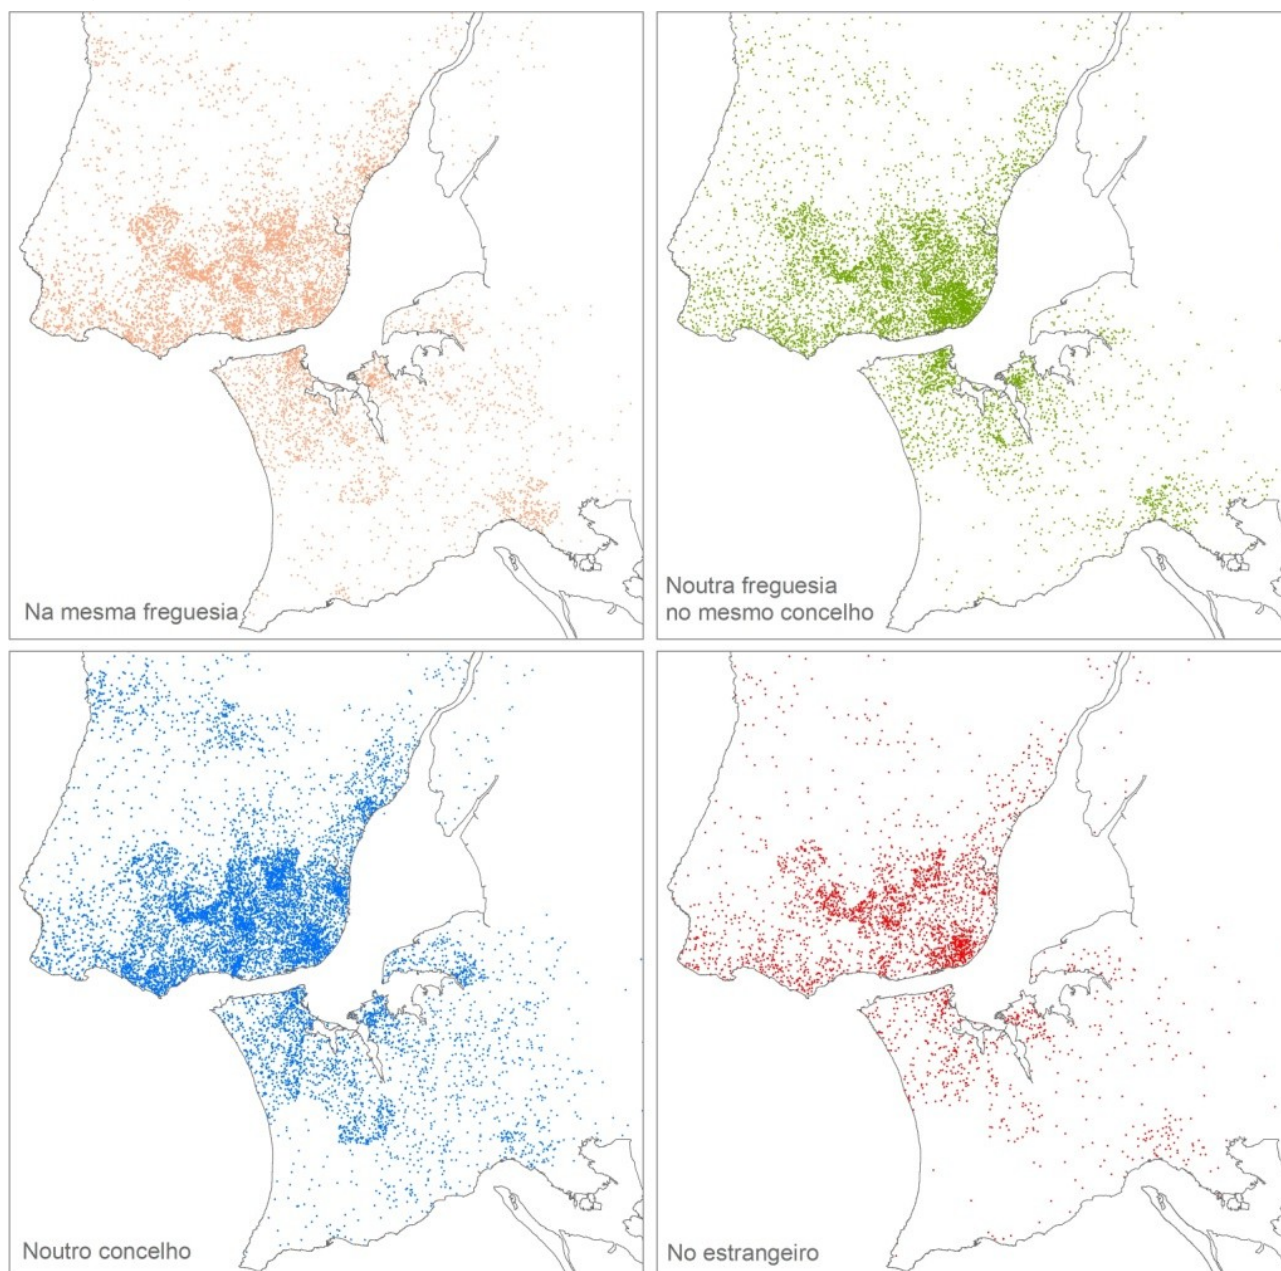 Na mesma freguesia
Noutra freguesia
no mesmo concelho
Noutro concelho
No estrangeiro